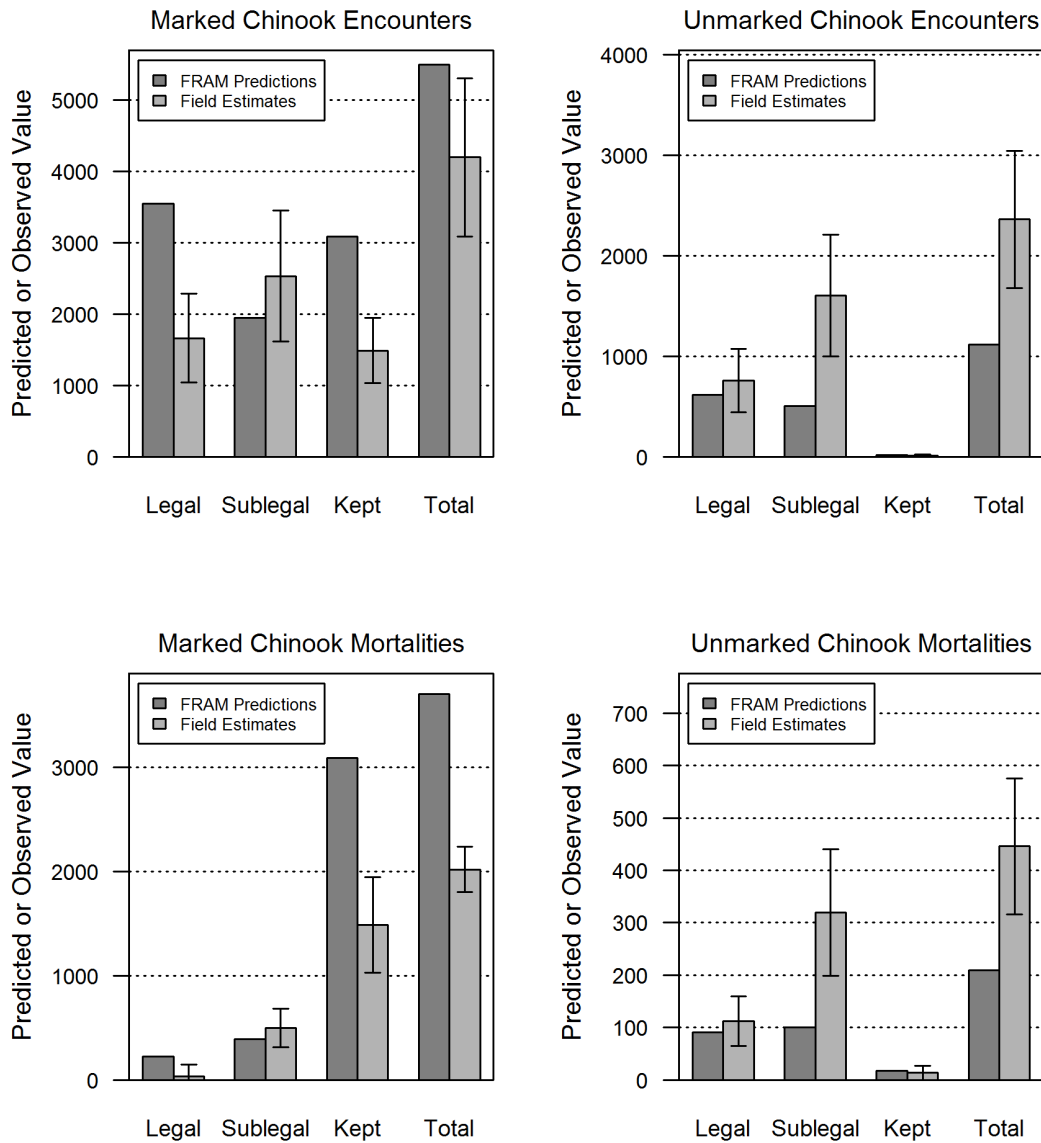 Marked Chinook Encounters
Predicted or Observed Value
5000
4000
3000
2000
1000
0
FRAM Predictions
Field Estimates
Legal Sublegal Kept Total
Unmarked Chinook Encounters
Predicted or Observed Value
4000
3000
2000
1000
0
FRAM Predictions
Field Estimates
Legal Sublegal Kept Total
Marked Chinook Mortalities
Predicted or Observed Value
3000
2000
1000
0
FRAM Predictions
Field Estimates
Legal Sublegal Kept Total
Unmarked Chinook Mortalities
Predicted or Observed Value
700
600
500
400
300
200
100
0
FRAM Predictions
Field Estimates
Legal Sublegal Kept Total